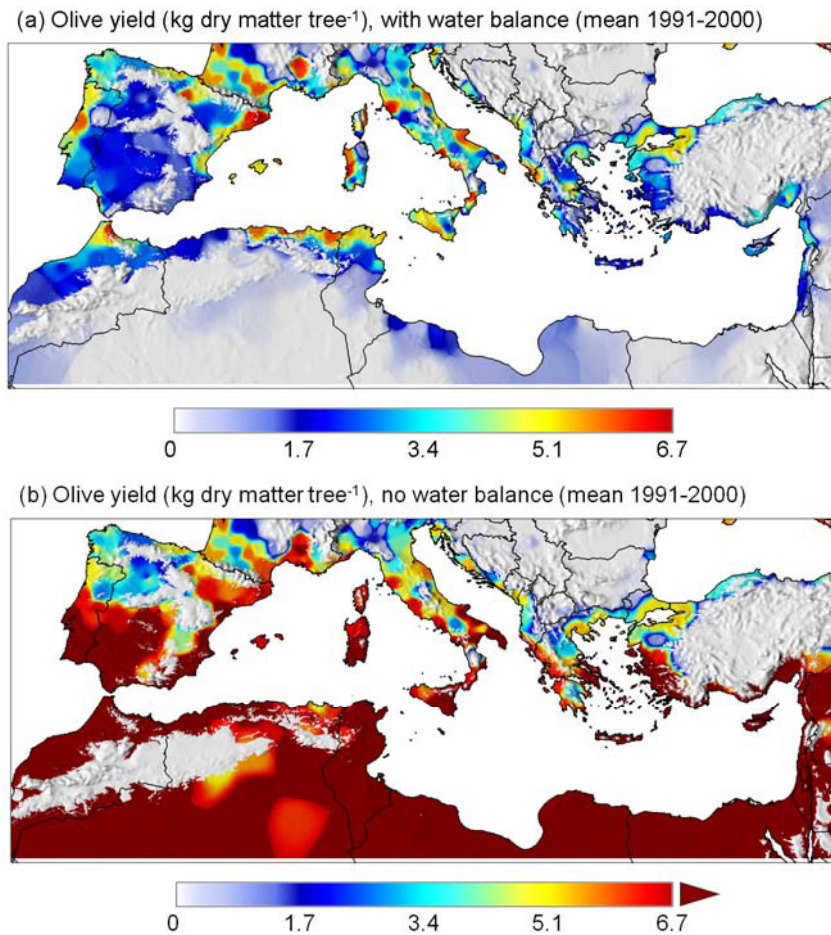 (a) Olive yield (kg dry matter tree⁻¹), with water balance (mean 1991-2000)
0 1.7 3.4 5.1 6.7
(b) Olive yield (kg dry matter tree⁻¹), no water balance (mean 1991-2000)
0 1.7 3.4 5.1 6.7